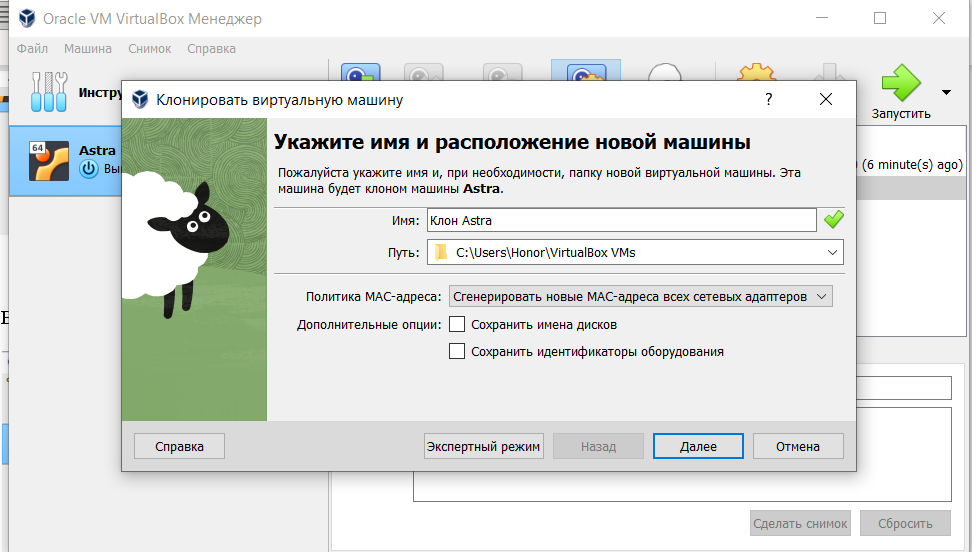 Oracle VM VirtualBox Менеджер
Файл Машина Снимок Справка
Запустить
64
Astra
(6 minute(s) ago)
Клонировать виртуальную машину
?
Укажите имя и расположение новой машины
Пожалуйста укажите имя и, при необходимости, папку новой виртуальной машины. Эта
машина будет клоном машины Astra.
Имя: Клон Astra
Путь: C:\Users\Honor\VirtualBox VMs
Политика MAC-адреса: Сгенерировать новые MAC-адреса всех сетевых адаптеров
Дополнительные опции: Сохранить имена дисков
Сохранить идентификаторы оборудования
Справка Экспертный режим Назад Далее Отмена
Сделать снимок Сбросить